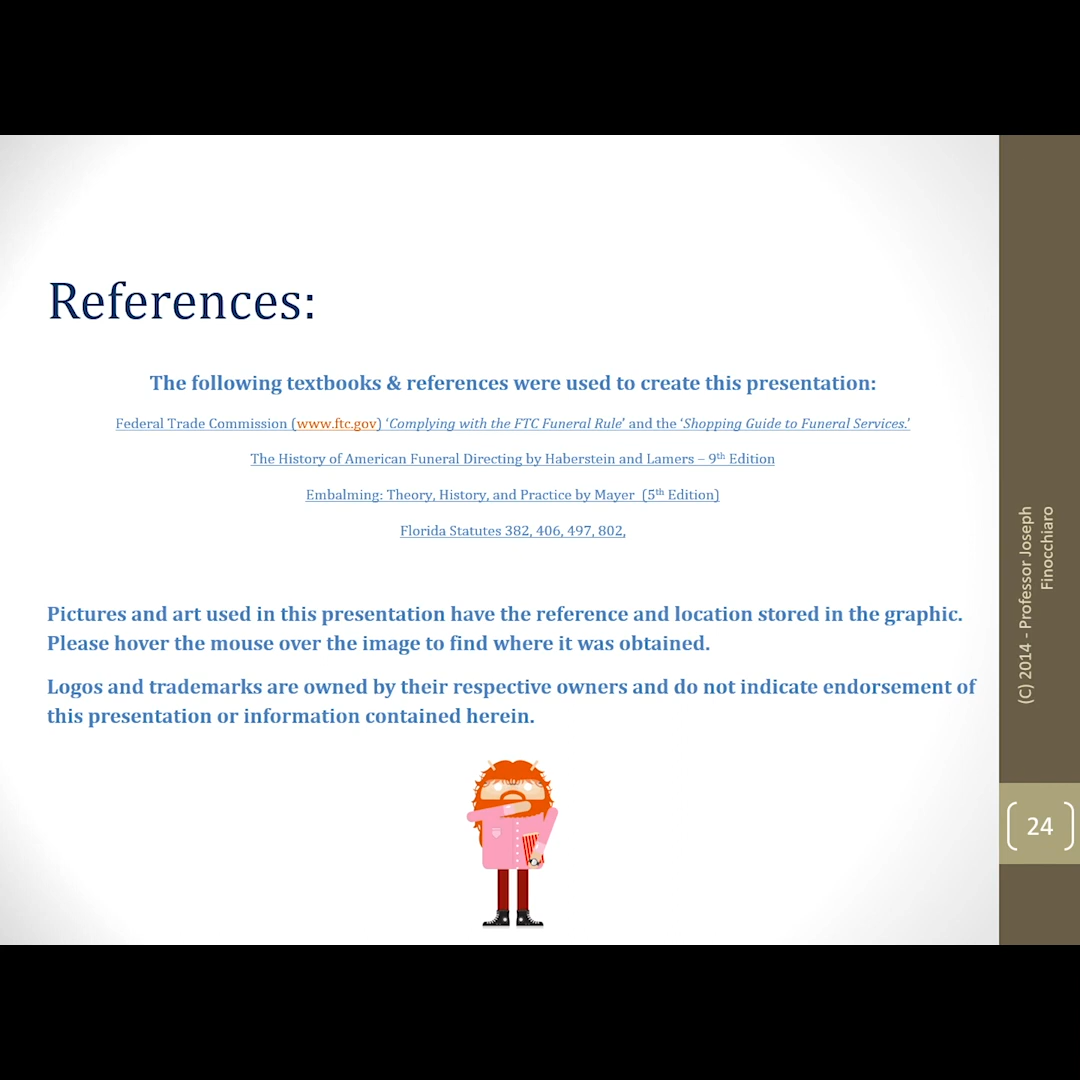 References:
The following textbooks & references were used to create this presentation:
Federal Trade Commission (www.ftc.gov) ‘Complying with the FTC Funeral Rule’ and the ‘Shopping Guide to Funeral Services.’
The History of American Funeral Directing by Haberstein and Lamers – 9th Edition
Embalming: Theory, History, and Practice by Mayer (5th Edition)
Florida Statutes 382, 406, 497, 802,
Pictures and art used in this presentation have the reference and location stored in the graphic.
Please hover the mouse over the image to find where it was obtained.
Logos and trademarks are owned by their respective owners and do not indicate endorsement of
this presentation or information contained herein.
(C) 2014 - Professor Joseph
Finocchiaro
24